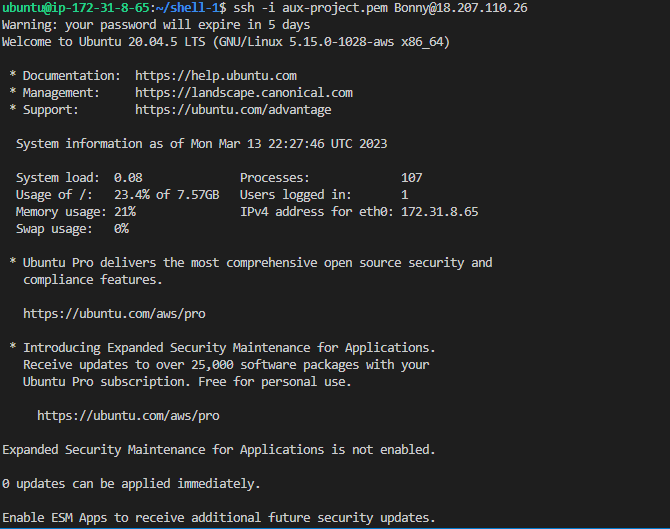 ubuntu@ip-172-31-8-65:~/shell-1$ ssh -i aux-project.pem Bonny@18.207.110.26
Warning: your password will expire in 5 days
Welcome to Ubuntu 20.04.5 LTS (GNU/Linux 5.15.0-1028-aws x86_64)

 * Documentation:  https://help.ubuntu.com
 * Management:     https://landscape.canonical.com
 * Support:        https://ubuntu.com/advantage

  System information as of Mon Mar 13 22:27:46 UTC 2023

  System load:  0.08              Processes:             107
  Usage of /:   23.4% of 7.57GB   Users logged in:       1
  Memory usage: 21%               IPv4 address for eth0: 172.31.8.65
  Swap usage:   0%

 * Ubuntu Pro delivers the most comprehensive open source security and
   compliance features.

   https://ubuntu.com/aws/pro

 * Introducing Expanded Security Maintenance for Applications.
   Receive updates to over 25,000 software packages with your
   Ubuntu Pro subscription. Free for personal use.

     https://ubuntu.com/aws/pro

Expanded Security Maintenance for Applications is not enabled.

0 updates can be applied immediately.

Enable ESM Apps to receive additional future security updates.